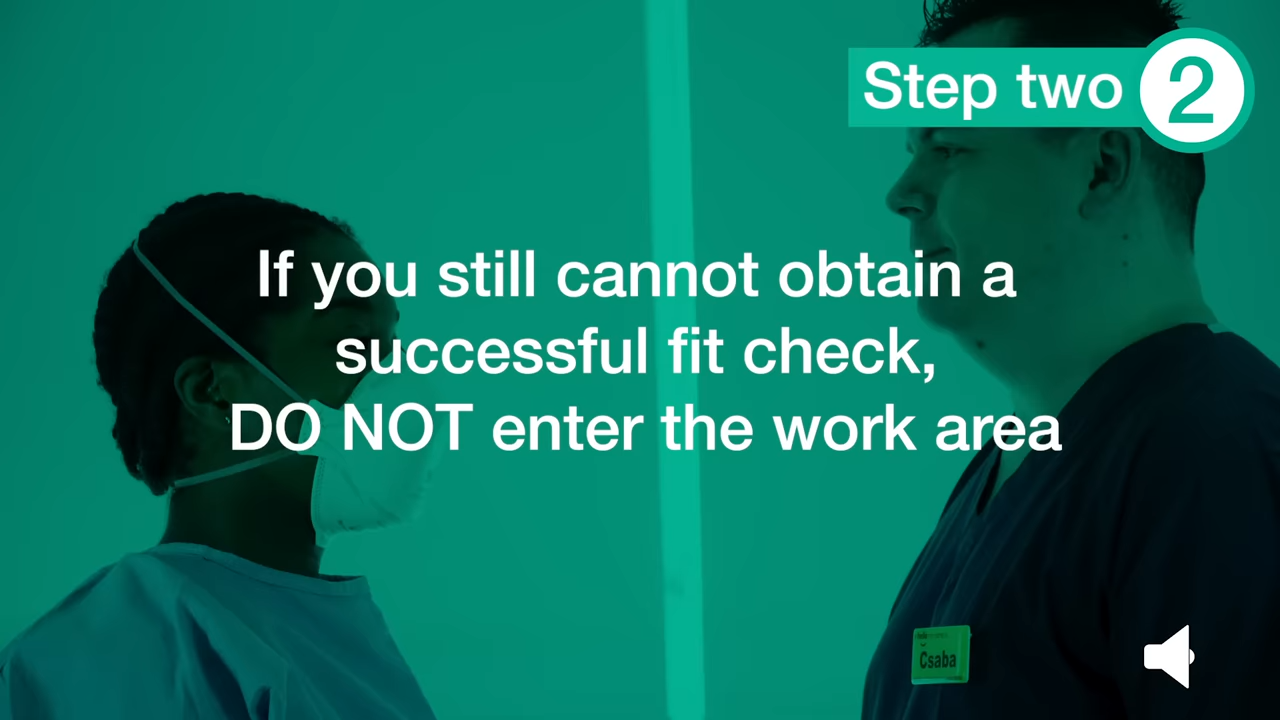 Step two 2
If you still cannot obtain a
successful fit check,
DO NOT enter the work area
Csaba